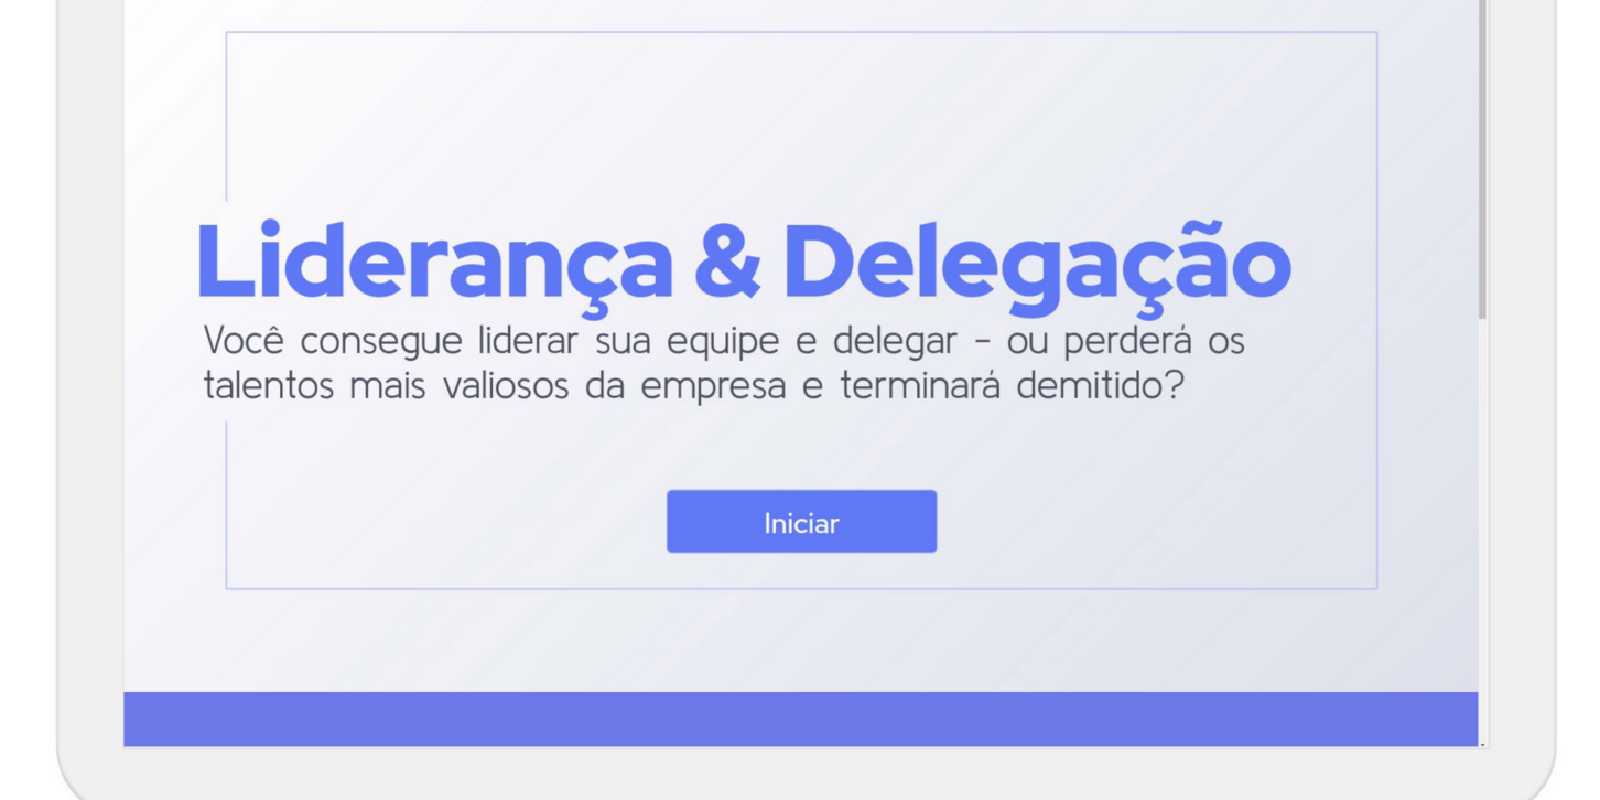 Liderança & Delegação
Você consegue liderar sua equipe e delegar - ou perderá os
talentos mais valiosos da empresa e terminará demitido?
Iniciar